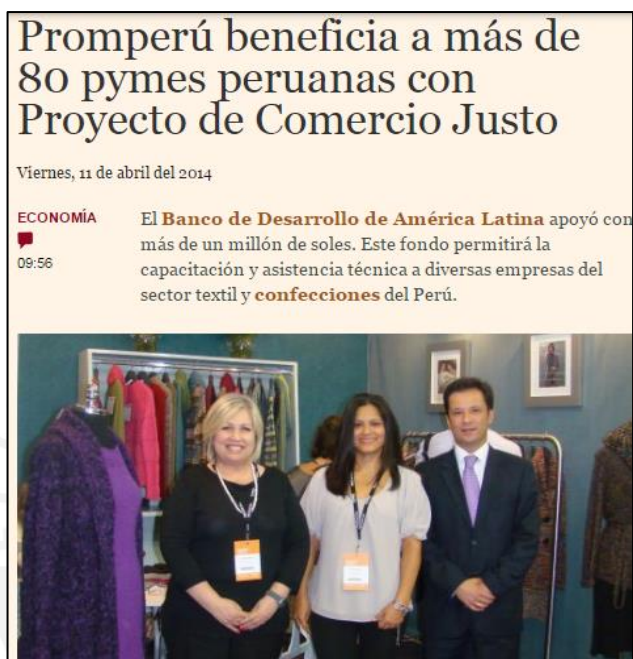 Promperú beneficia a más de
80 pymes peruanas con
Proyecto de Comercio Justo
Viernes, 11 de abril del 2014
ECONOMÍA
09:56
El Banco de Desarrollo de América Latina apoyó con
más de un millón de soles. Este fondo permitirá la
capacitación y asistencia técnica a diversas empresas del
sector textil y confecciones del Perú.